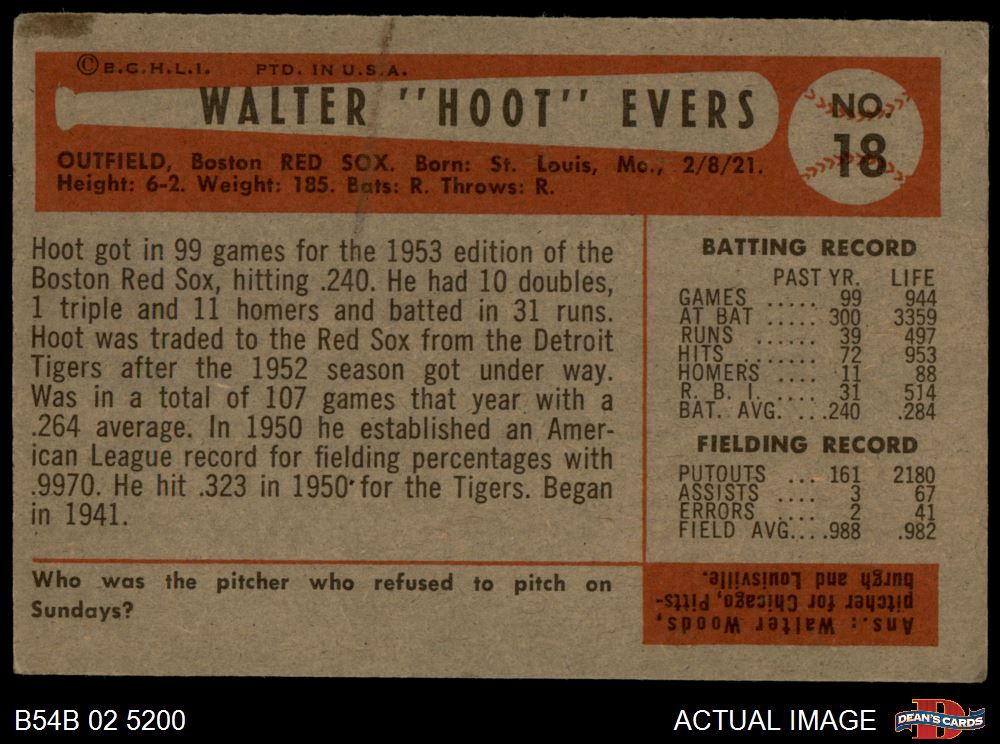 © B.G.H.L.I. PTD. IN U.S.A.
WALTER "HOOT" EVERS
NO.
18
OUTFIELD, Boston RED SOX. Born: St. Louis, Mo., 2/8/21.
Height: 6-2. Weight: 185. Bats: R. Throws: R.
Hoot got in 99 games for the 1953 edition of the
Boston Red Sox, hitting .240. He had 10 doubles,
1 triple and 11 homers and batted in 31 runs.
Hoot was traded to the Red Sox from the Detroit
Tigers after the 1952 season got under way.
Was in a total of 107 games that year with a
.264 average. In 1950 he established an Amer-
ican League record for fielding percentages with
.9970. He hit .323 in 1950 for the Tigers. Began
in 1941.
BATTING RECORD
PAST YR. LIFE
GAMES ..... 99 944
AT BAT ..... 300 3359
RUNS ..... 39 497
HITS ....... 72 953
HOMERS .... 11 88
R. B. I. .... 31 514
BAT. AVG. ... .240 .284
FIELDING RECORD
PUTOUTS ... 161 2180
ASSISTS .... 3 67
ERRORS .... 2 41
FIELD AVG... .988 .982
Who was the pitcher who refused to pitch on
Sundays?
Ans.: Walter Woods,
pitcher for Chicago, Pitts-
burgh and Louisville.
B54B 02 5200
ACTUAL IMAGE
D
DEAN'S CARDS